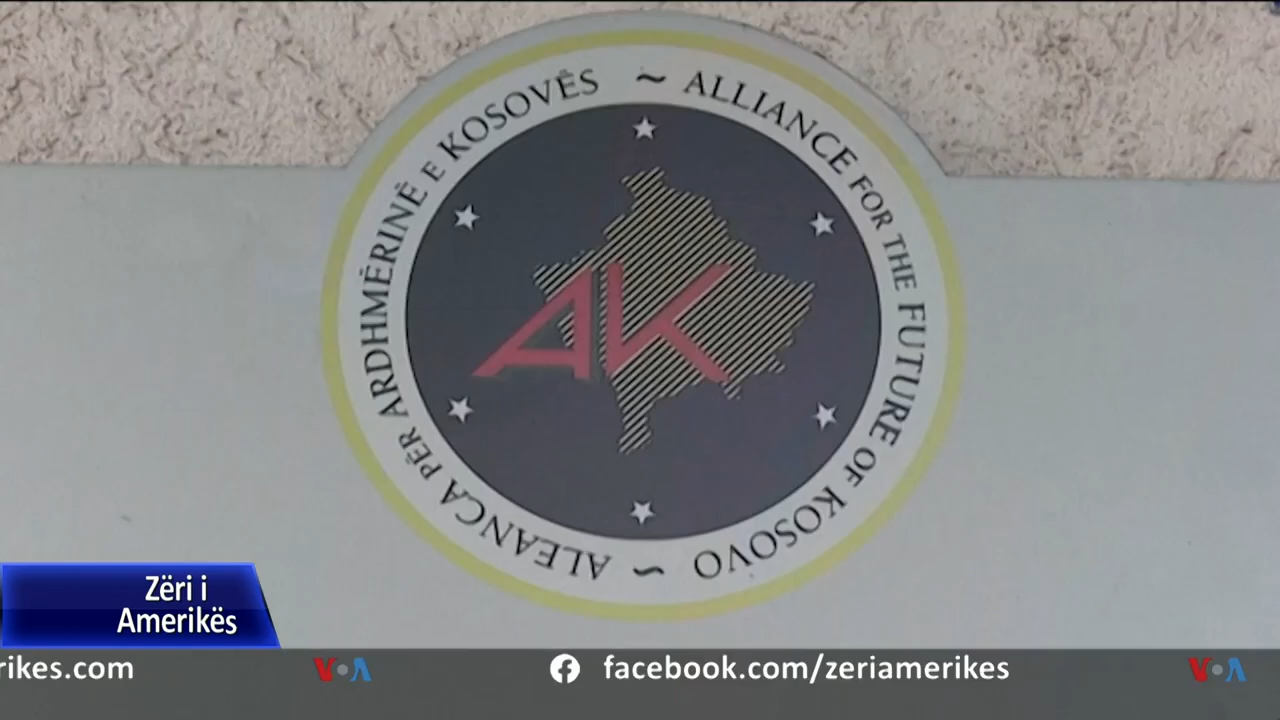 ALEANCA PËR ARDHMËRINË E KOSOVËS ~ ALLIANCE FOR THE FUTURE OF KOSOVO ~
AK
Zëri i
Amerikës
rikes.com VOA facebook.com/zeriamerikes VOA